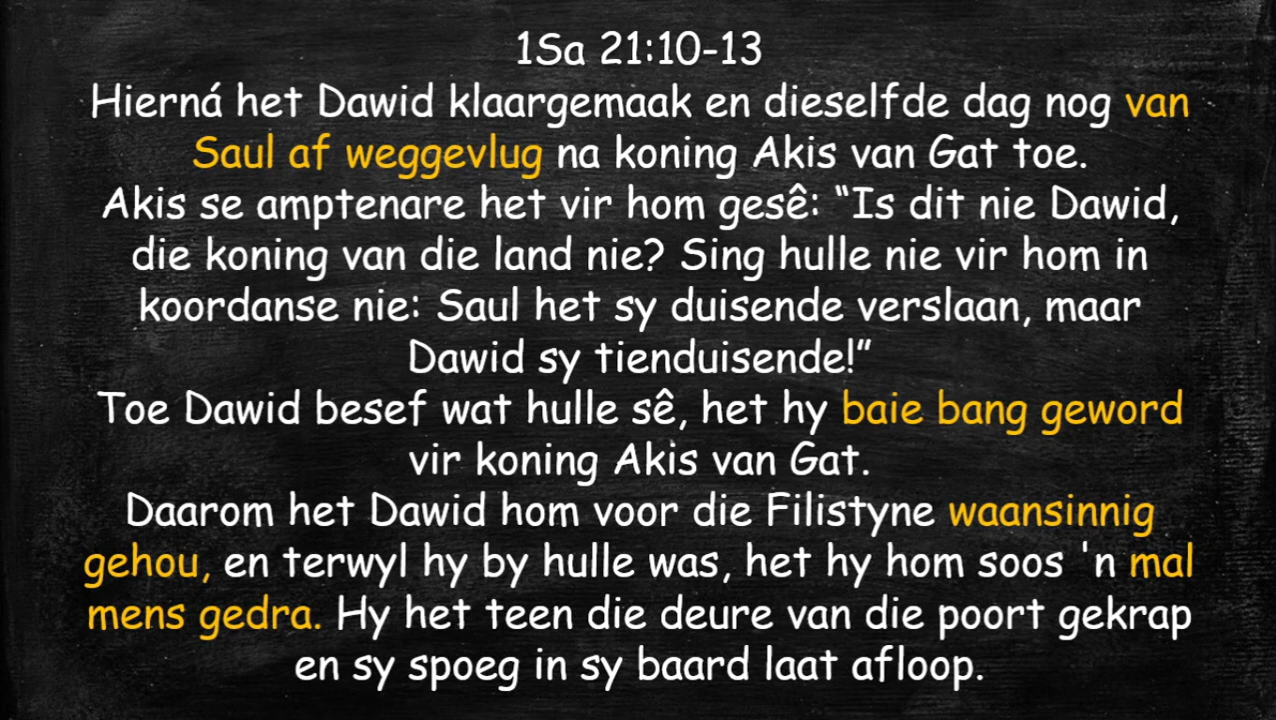 1Sa 21:10-13
Hierná het Dawid klaargemaak en dieselfde dag nog van
Saul af weggevlug na koning Akis van Gat toe.
Akis se amptenare het vir hom gesê: “Is dit nie Dawid,
die koning van die land nie? Sing hulle nie vir hom in
koordanse nie: Saul het sy duisende verslaan, maar
Dawid sy tienduisende!”
Toe Dawid besef wat hulle sê, het hy baie bang geword
vir koning Akis van Gat.
Daarom het Dawid hom voor die Filistyne waansinnig
gehou, en terwyl hy by hulle was, het hy hom soos 'n mal
mens gedra. Hy het teen die deure van die poort gekrap
en sy spoeg in sy baard laat afloop.